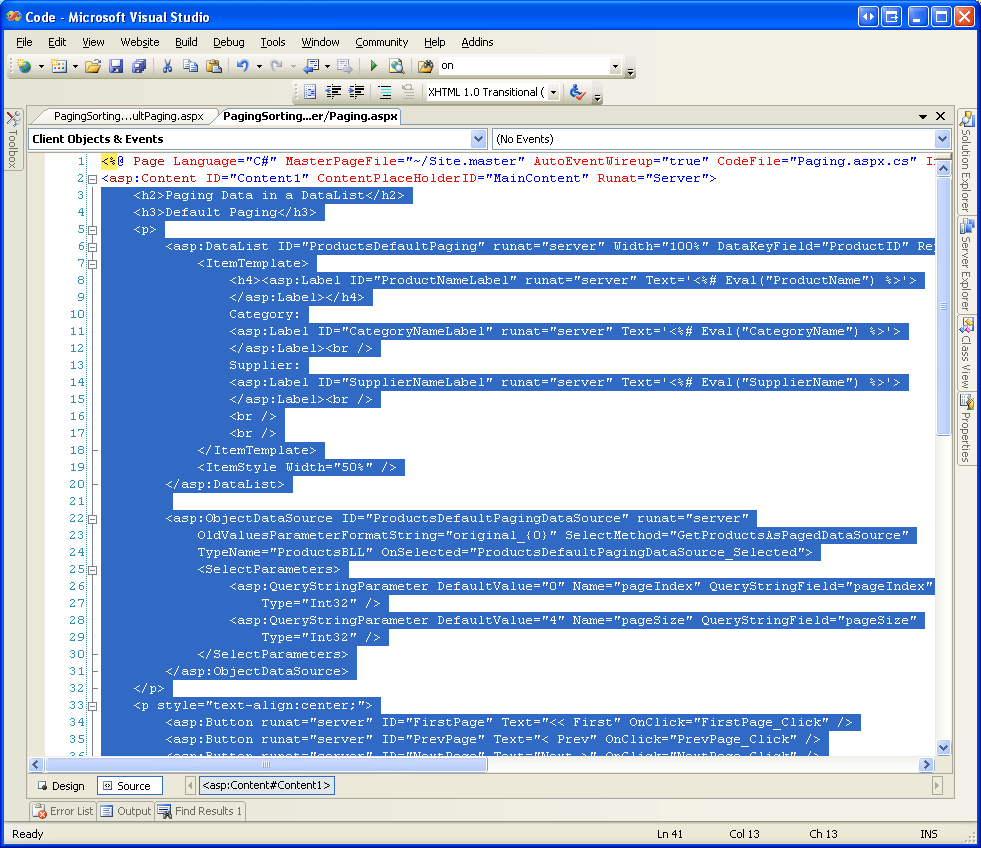 Code - Microsoft Visual Studio
File Edit View Website Build Debug Tools Window Community Help Addins
on
XHTML 1.0 Transitional (
PagingSorting...ultPaging.aspx PagingSorting...er/Paging.aspx
Client Objects & Events (No Events)
1 <%@ Page Language="C#" MasterPageFile="~/Site.master" AutoEventWireup="true" CodeFile="Paging.aspx.cs" I
2 <asp:Content ID="Content1" ContentPlaceHolderID="MainContent" Runat="Server">
3 <h2>Paging Data in a DataList</h2>
4 <h3>Default Paging</h3>
5 <p>
6 <asp:DataList ID="ProductsDefaultPaging" runat="server" Width="100%" DataKeyField="ProductID" Re
7 <ItemTemplate>
8 <h4><asp:Label ID="ProductNameLabel" runat="server" Text='<%# Eval("ProductName") %>'>
9 </asp:Label></h4>
10 Category:
11 <asp:Label ID="CategoryNameLabel" runat="server" Text='<%# Eval("CategoryName") %>'>
12 </asp:Label><br />
13 Supplier:
14 <asp:Label ID="SupplierNameLabel" runat="server" Text='<%# Eval("SupplierName") %>'>
15 </asp:Label><br />
16 <br />
17 <br />
18 </ItemTemplate>
19 <ItemStyle Width="50%" />
20 </asp:DataList>
21
22 <asp:ObjectDataSource ID="ProductsDefaultPagingDataSource" runat="server"
23 OldValuesParameterFormatString="original_{0}" SelectMethod="GetProductsAsPagedDataSource"
24 TypeName="ProductsBLL" OnSelected="ProductsDefaultPagingDataSource_Selected">
25 <SelectParameters>
26 <asp:QueryStringParameter DefaultValue="0" Name="pageIndex" QueryStringField="pageIndex"
27 Type="Int32" />
28 <asp:QueryStringParameter DefaultValue="4" Name="pageSize" QueryStringField="pageSize"
29 Type="Int32" />
30 </SelectParameters>
31 </asp:ObjectDataSource>
32 </p>
33 <p style="text-align:center;">
34 <asp:Button runat="server" ID="FirstPage" Text="<< First" OnClick="FirstPage_Click" />
35 <asp:Button runat="server" ID="PrevPage" Text="< Prev" OnClick="PrevPage_Click" />
36 <asp:Button runat="server" ID="NextPage" Text="Next >" OnClick="NextPage_Click" />
Design Source <asp:Content#Content1>
Error List Output Find Results 1
Ready Ln 41 Col 13 Ch 13 INS
Toolbox
Solution Explorer
Server Explorer
Class View
Properties